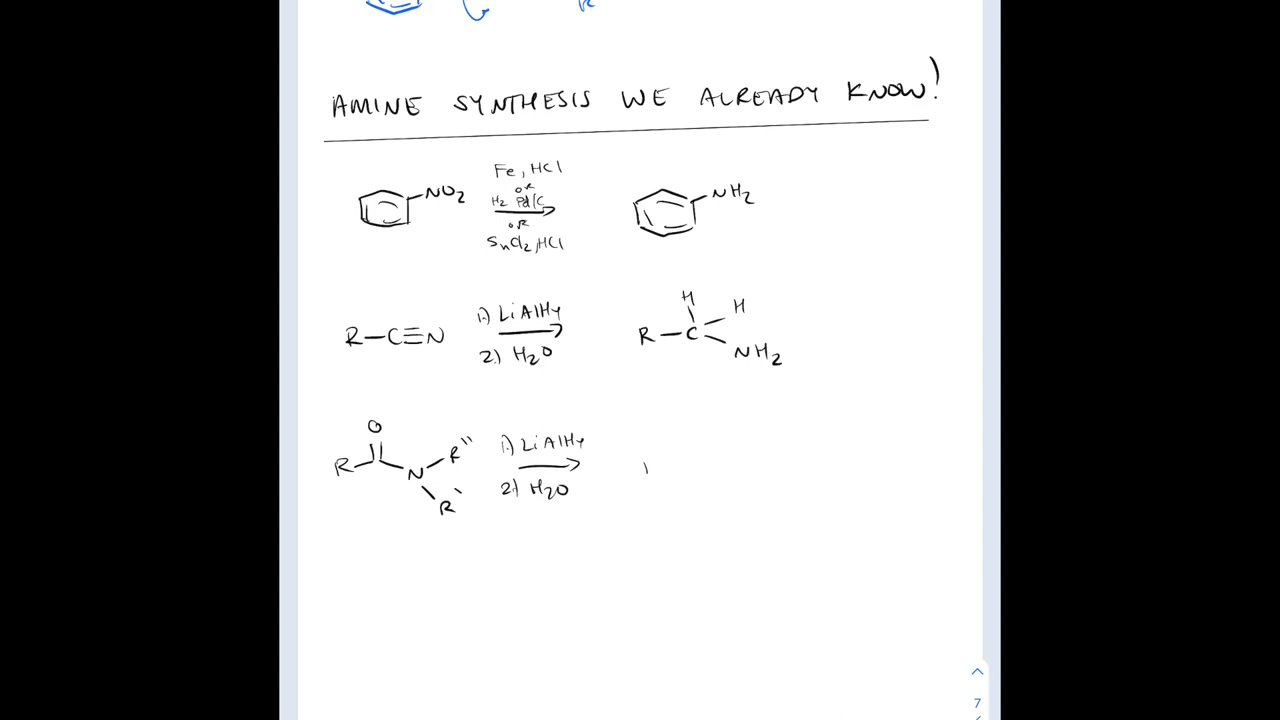 R
AMINE SYNTHESIS WE ALREADY KNOW!
Fe, HCl
OR
NO2 H2 Pd/C NH2
OR
SnCl2, HCl
H H
1.) LiAlH4
R-C≡N R-C
2.) H2O NH2
O
R'' 1.) LiAlH4
R N
2.) H2O
R'
7